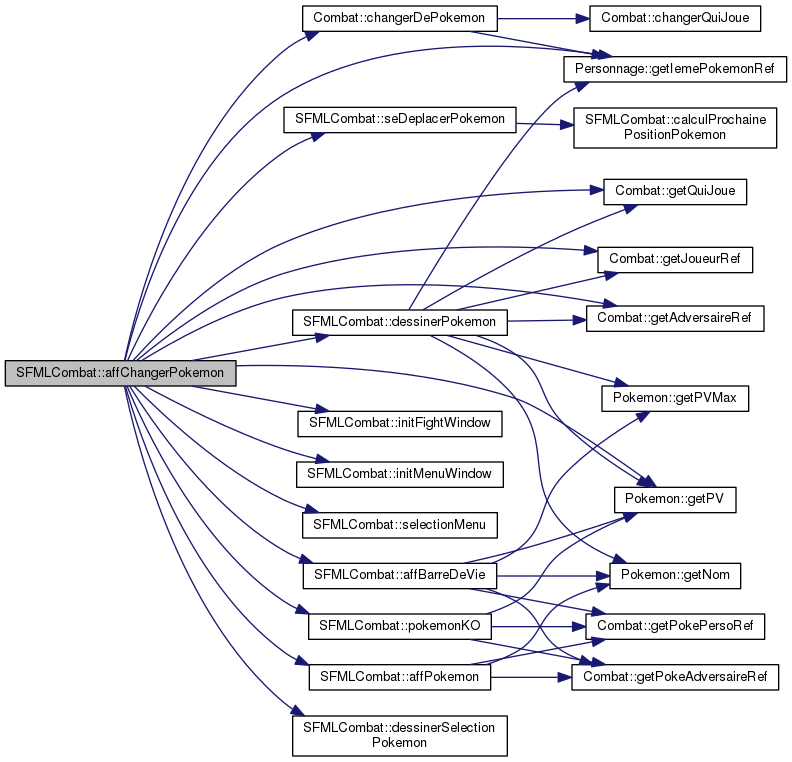 Combat::changerDePokemon
Combat::changerQuiJoue
Personnage::getIemePokemonRef
SFMLCombat::seDeplacerPokemon
SFMLCombat::calculProchaine
PositionPokemon
Combat::getQuiJoue
Combat::getJoueurRef
SFMLCombat::dessinerPokemon
Combat::getAdversaireRef
SFMLCombat::affChangerPokemon
Pokemon::getPVMax
SFMLCombat::initFightWindow
SFMLCombat::initMenuWindow
Pokemon::getPV
SFMLCombat::selectionMenu
SFMLCombat::affBarreDeVie
Pokemon::getNom
SFMLCombat::pokemonKO
Combat::getPokePersoRef
SFMLCombat::affPokemon
Combat::getPokeAdversaireRef
SFMLCombat::dessinerSelection
Pokemon